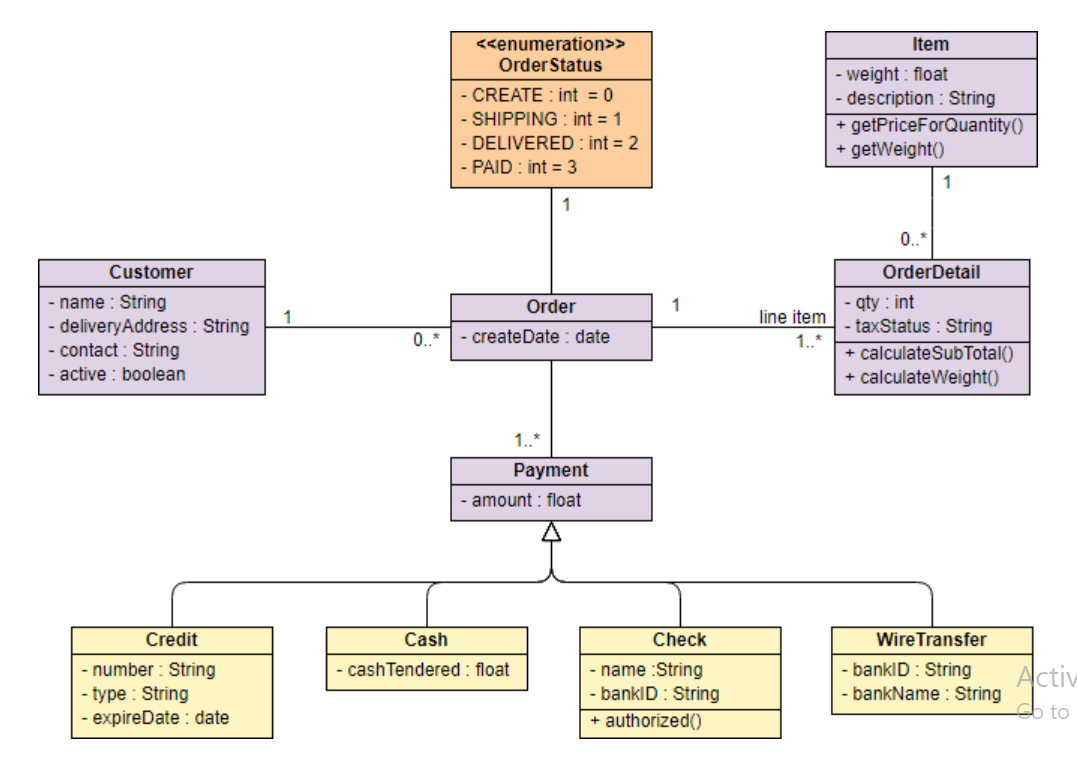 <<enumeration>>
OrderStatus
- CREATE : int  = 0
- SHIPPING : int = 1
- DELIVERED : int = 2
- PAID : int = 3
1
Item
- weight : float
- description : String
+ getPriceForQuantity()
+ getWeight()
1
0..*
Customer
- name : String
- deliveryAddress : String
- contact : String
- active : boolean
1
0..*
Order
- createDate : date
1
line item
1..*
OrderDetail
- qty : int
- taxStatus : String
+ calculateSubTotal()
+ calculateWeight()
1..*
Payment
- amount : float
Credit
- number : String
- type : String
- expireDate : date
Cash
- cashTendered : float
Check
- name :String
- bankID : String
+ authorized()
WireTransfer
- bankID : String
- bankName : String
Activ
Go to